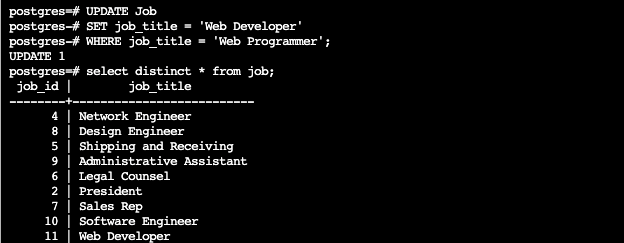 postgres=# UPDATE Job
postgres-# SET job_title = 'Web Developer'
postgres-# WHERE job_title = 'Web Programmer';
UPDATE 1
postgres=# select distinct * from job;
 job_id |        job_title
--------+--------------------------
      4 | Network Engineer
      8 | Design Engineer
      5 | Shipping and Receiving
      9 | Administrative Assistant
      6 | Legal Counsel
      2 | President
      7 | Sales Rep
     10 | Software Engineer
     11 | Web Developer